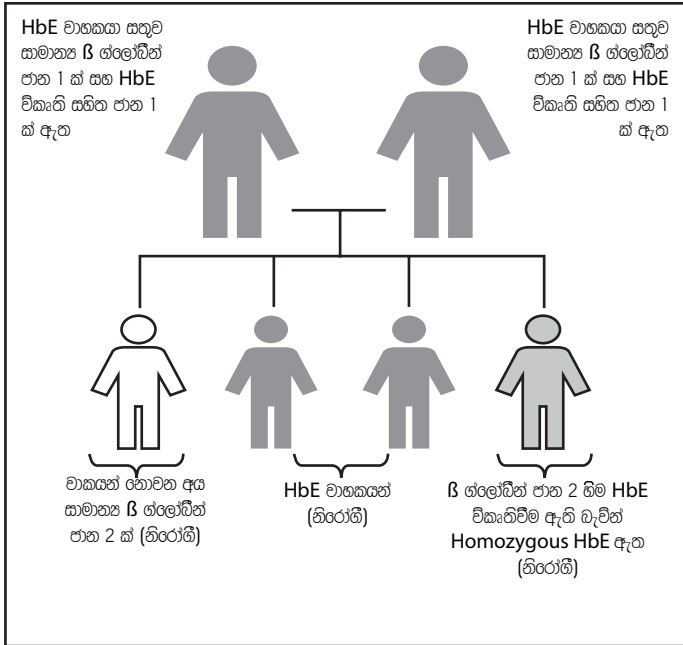 HbE වාහකයා සතුව
සාමාන්‍ය ß ග්ලෝබීන්
ජාන 1 ක් සහ HbE
විකෘති සහිත ජාන 1
ක් ඇත
HbE වාහකයා සතුව
සාමාන්‍ය ß ග්ලෝබීන්
ජාන 1 ක් සහ HbE
විකෘති සහිත ජාන 1
ක් ඇත
වාකයන් නොවන අය
සාමාන්‍ය ß ග්ලෝබීන්
ජාන 2 ක් (නිරෝගී)
HbE වාහකයන්
(නිරෝගී)
ß ග්ලෝබීන් ජාන 2 හිම HbE
විකෘතිවීම ඇති බැවින්
Homozygous HbE ඇත
(නිරෝගී)